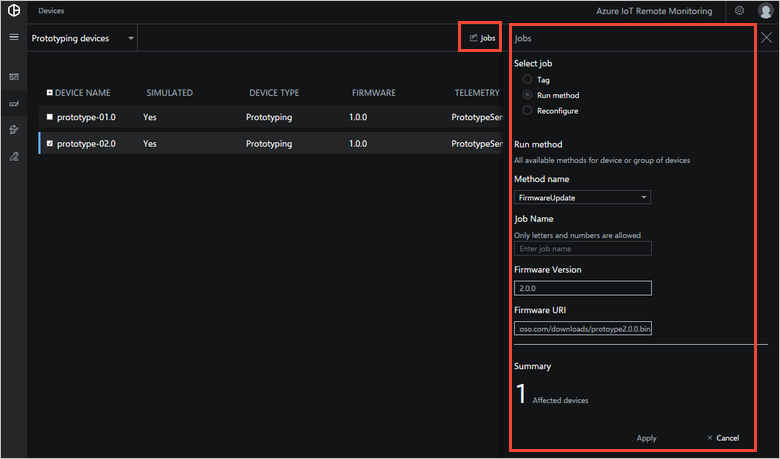 Devices
Azure IoT Remote Monitoring
Prototyping devices
Jobs
DEVICE NAME SIMULATED DEVICE TYPE FIRMWARE TELEMETRY
prototype-01.0 Yes Prototyping 1.0.0 PrototypeSen
prototype-02.0 Yes Prototyping 1.0.0 PrototypeSen
Jobs
Select job
Tag
Run method
Reconfigure
Run method
All available methods for device or group of devices
Method name
FirmwareUpdate
Job Name
Only letters and numbers are allowed
Enter job name
Firmware Version
2.0.0
Firmware URI
oso.com/downloads/protoype2.0.0.bin
Summary
1 Affected devices
Apply
× Cancel